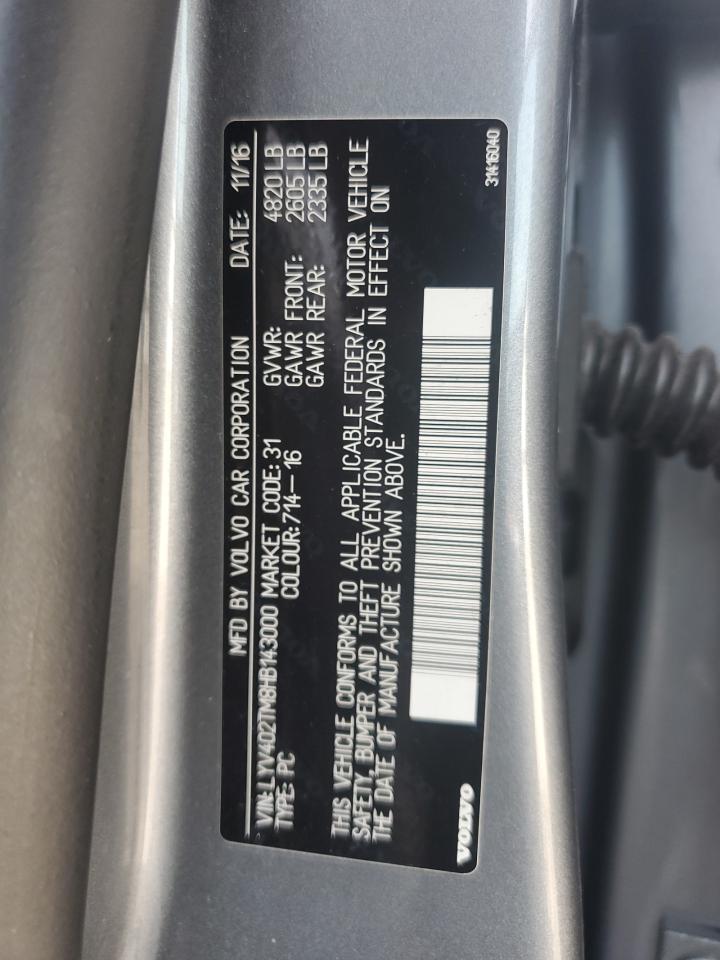 MFD BY VOLVO CAR CORPORATION DATE: 11/16
VIN: LYV402TM8HB143000 MARKET CODE: 31 GVWR: 4820 LB
TYPE: PC COLOUR: 714-16 GAWR FRONT: 2605 LB
GAWR REAR: 2335 LB
THIS VEHICLE CONFORMS TO ALL APPLICABLE FEDERAL MOTOR VEHICLE
SAFETY, BUMPER AND THEFT PREVENTION STANDARDS IN EFFECT ON
THE DATE OF MANUFACTURE SHOWN ABOVE.
VOLVO 31416040